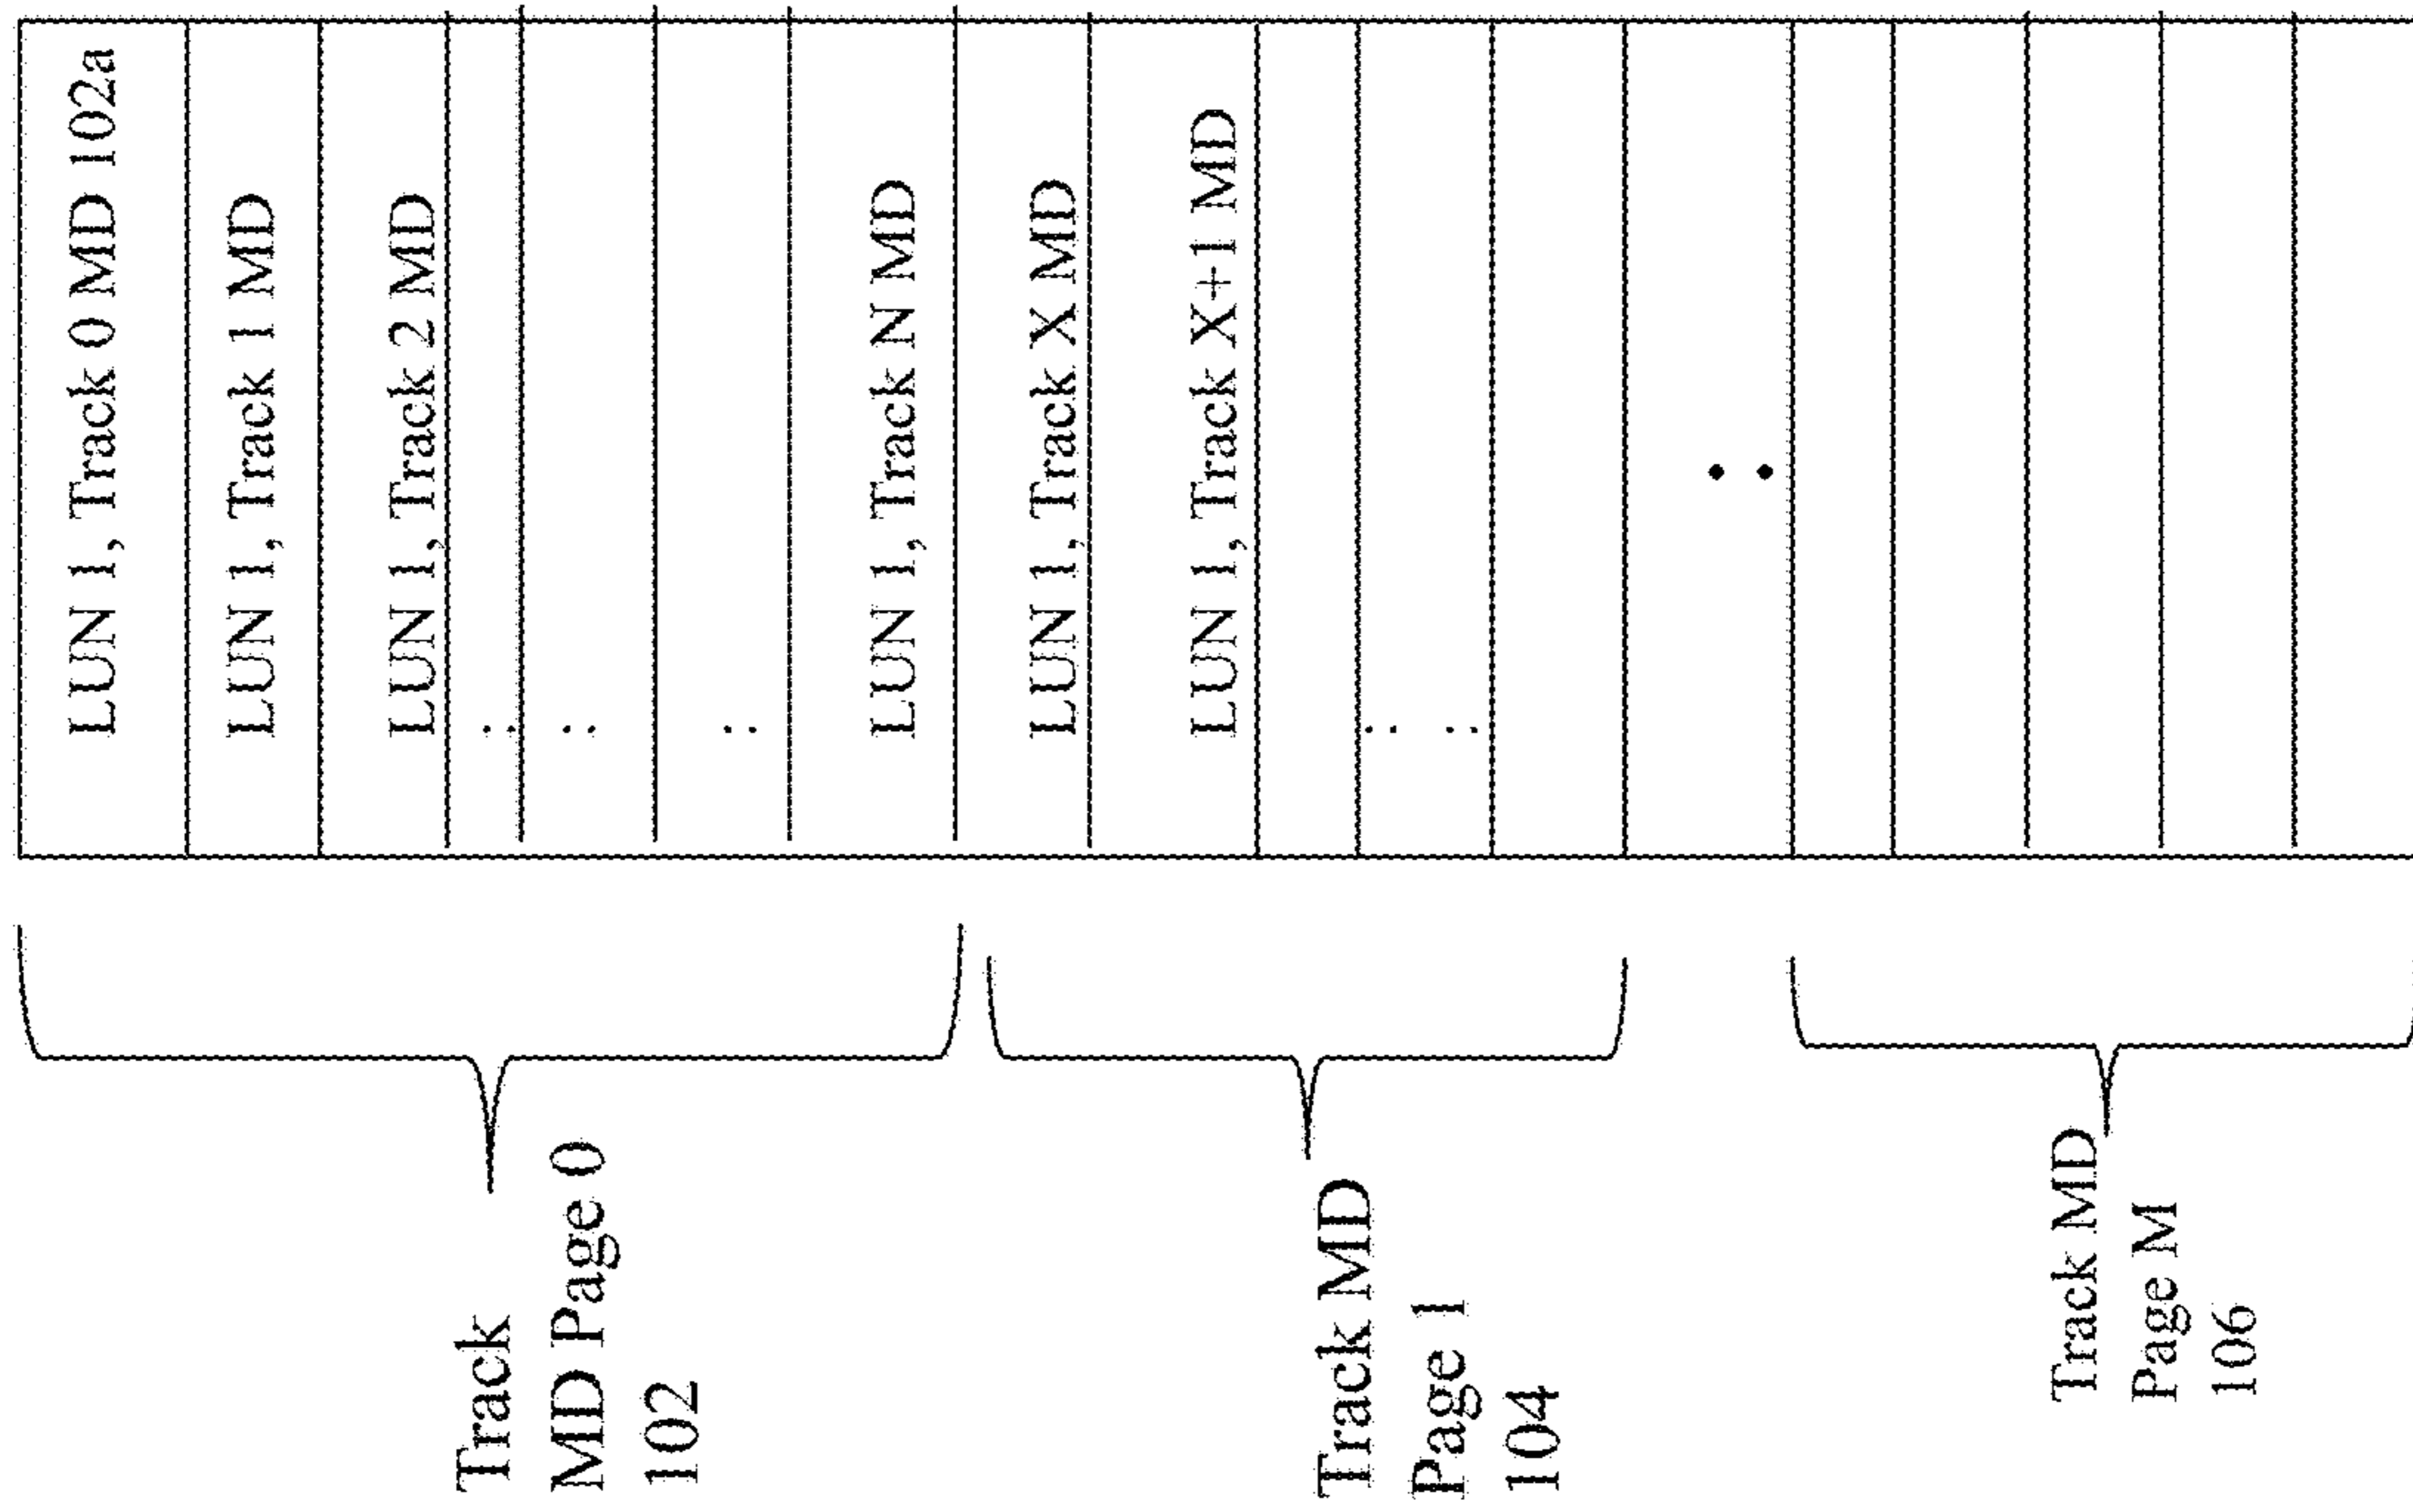 LUN 1, Track 0 MD 102a
LUN 1, Track 1 MD
LUN 1, Track 2 MD
..
..
..
LUN 1, Track N MD
LUN 1, Track X MD
LUN 1, Track X+1 MD
..
..
Track
MD Page 0
102
Track MD
Page 1
104
Track MD
Page M
106